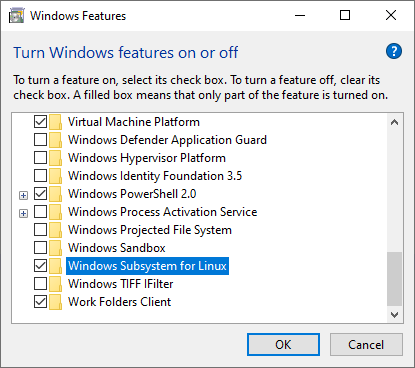 Windows Features
Turn Windows features on or off
?
To turn a feature on, select its check box. To turn a feature off, clear its
check box. A filled box means that only part of the feature is turned on.
Virtual Machine Platform
Windows Defender Application Guard
Windows Hypervisor Platform
Windows Identity Foundation 3.5
Windows PowerShell 2.0
Windows Process Activation Service
Windows Projected File System
Windows Sandbox
Windows Subsystem for Linux
Windows TIFF IFilter
Work Folders Client
OK
Cancel